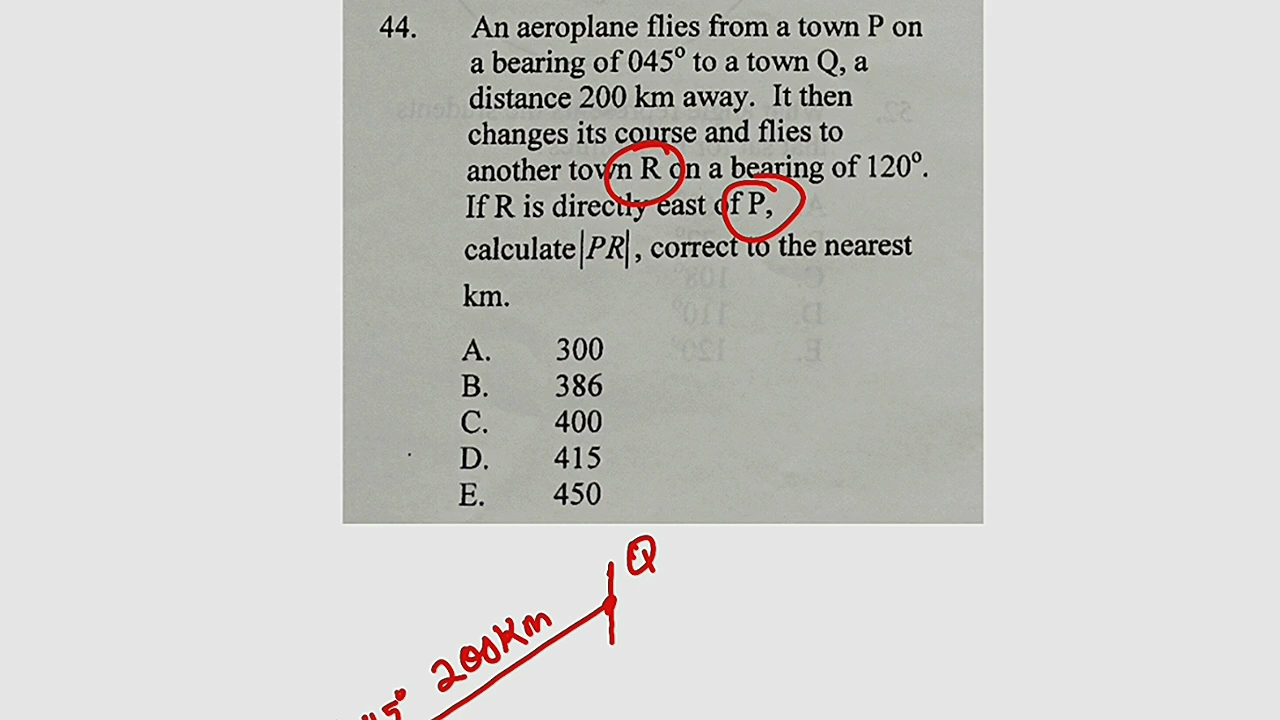 44. An aeroplane flies from a town P on
a bearing of 045° to a town Q, a
distance 200 km away. It then
changes its course and flies to
another town R on a bearing of 120°.
If R is directly east of P,
calculate |PR|, correct to the nearest
km.
A. 300
B. 386
C. 400
D. 415
E. 450
Q
200km